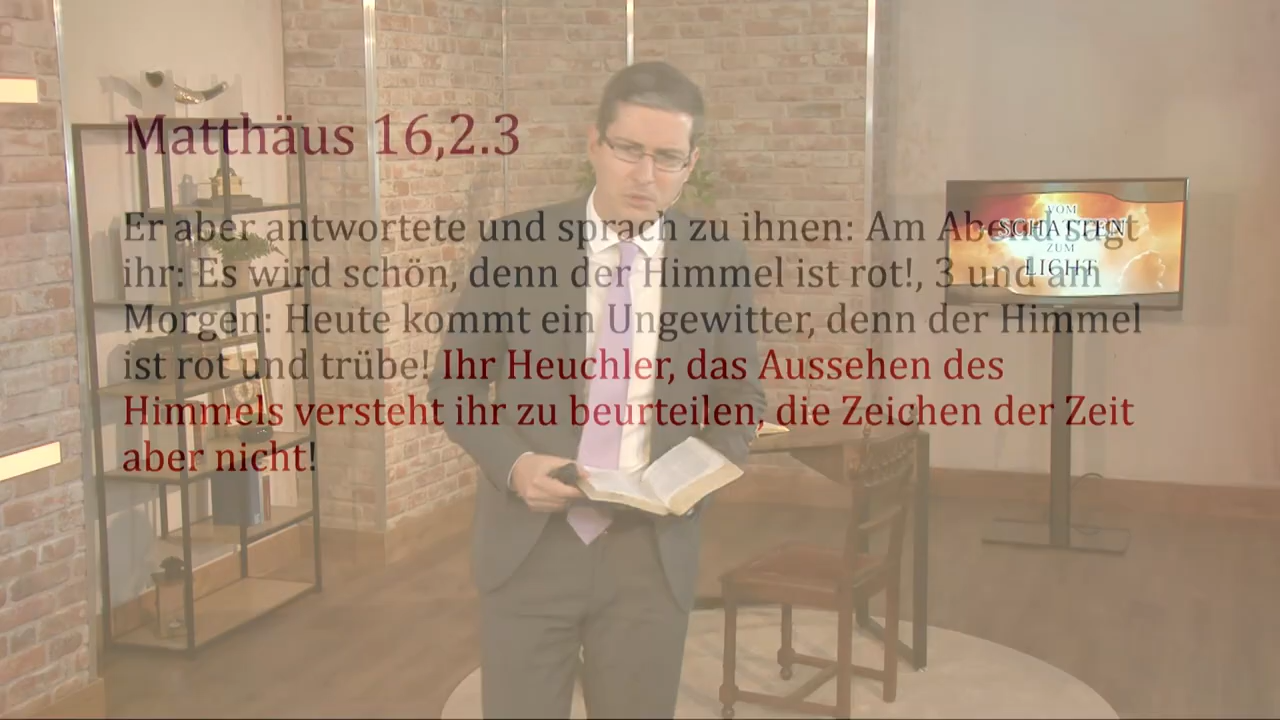 Matthäus 16,2.3
Er aber antwortete und sprach zu ihnen: Am Abend sagt
ihr: Es wird schön, denn der Himmel ist rot!, 3 und am
Morgen: Heute kommt ein Ungewitter, denn der Himmel
ist rot und trübe! Ihr Heuchler, das Aussehen des
Himmels versteht ihr zu beurteilen, die Zeichen der Zeit
aber nicht!
VOM
SCHATTEN
ZUM
LICHT